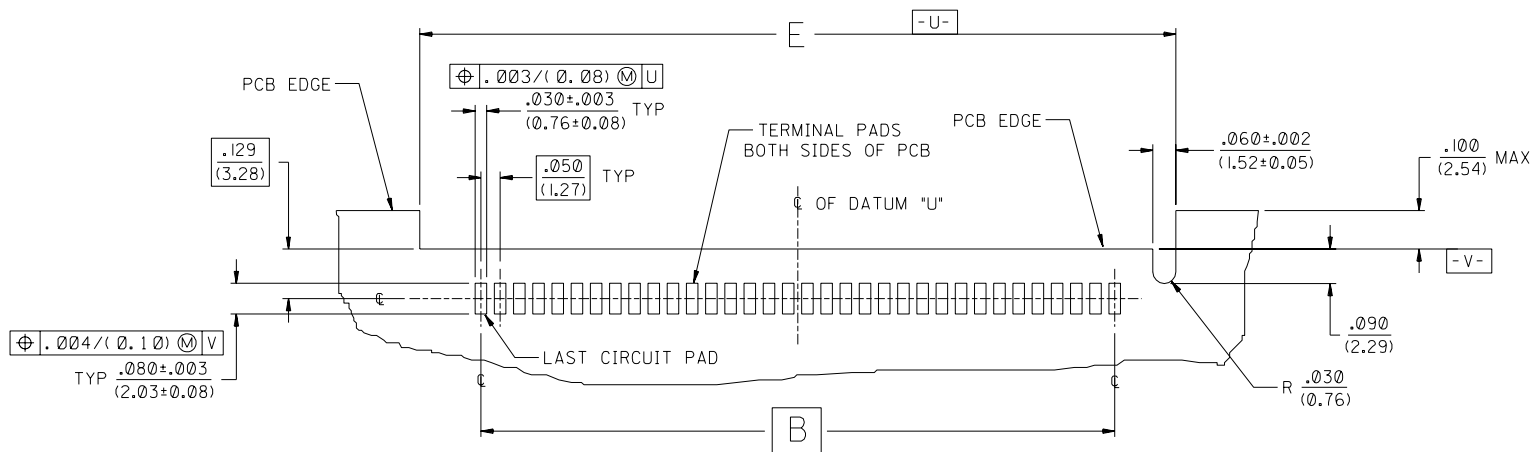 -U-
E
⌖ .003/(0.08) Ⓜ U
PCB EDGE
.030±.003
(0.76±0.08)
TYP
TERMINAL PADS
BOTH SIDES OF PCB
PCB EDGE
.060±.002
(1.52±0.05)
.100
(2.54)
MAX
.129
(3.28)
.050
(1.27)
TYP
℄ OF DATUM "U"
-V-
℄
⌖ .004/(0.10) Ⓜ V
TYP
.080±.003
(2.03±0.08)
LAST CIRCUIT PAD
℄
℄
.090
(2.29)
R
.030
(0.76)
B